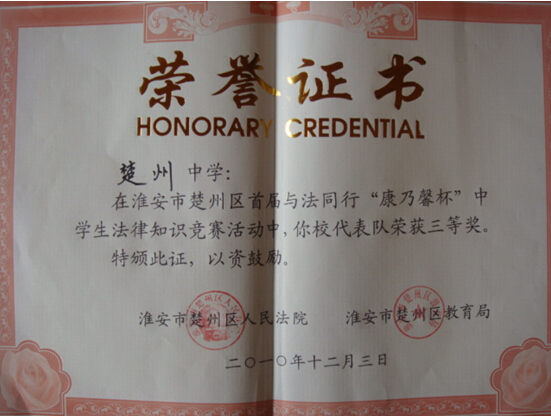 荣誉证书
HONORARY CREDENTIAL
楚州中学:
在淮安市楚州区首届与法同行“康乃馨杯”中
学生法律知识竞赛活动中,你校代表队荣获三等奖。
特颁此证,以资鼓励。
淮安市楚州区人民法院 淮安市楚州区教育局
二〇一〇年十二月三日